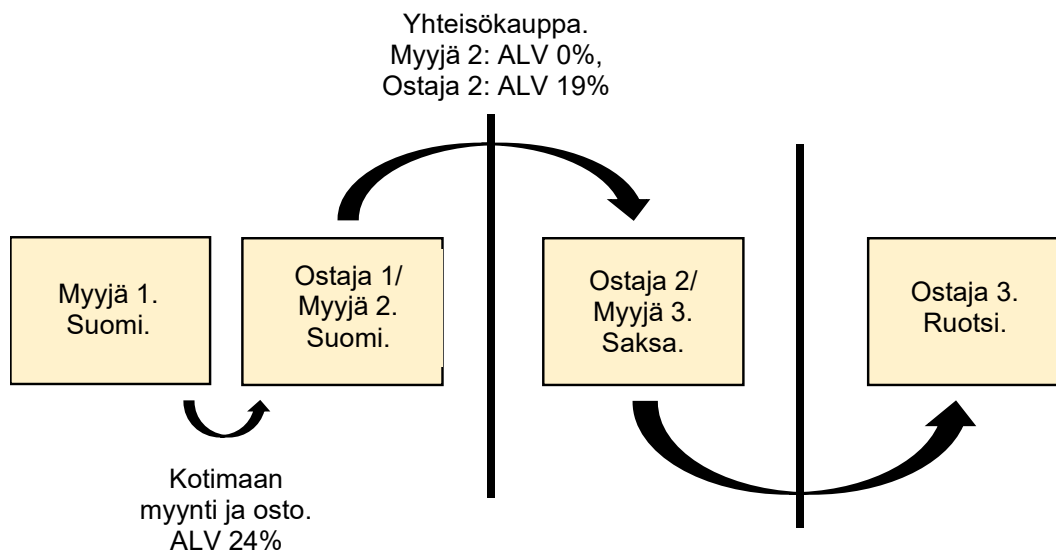 Yhteisökauppa.
Myyjä 2: ALV 0%,
Ostaja 2: ALV 19%
Myyjä 1.
Suomi.
Ostaja 1/
Myyjä 2.
Suomi.
Ostaja 2/
Myyjä 3.
Saksa.
Ostaja 3.
Ruotsi.
Kotimaan
myynti ja osto.
ALV 24%